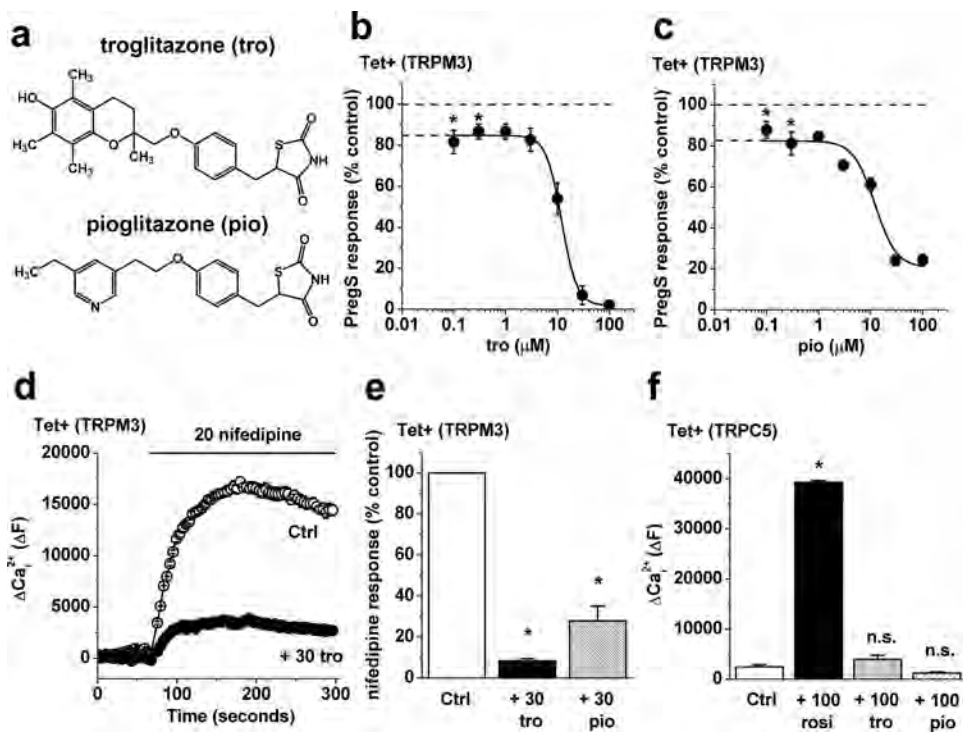 a
troglitazone (tro)
CH₃
HO
H₃C
CH₃
O
CH₃
O
S
O
NH
O
pioglitazone (pio)
H₃C
N
O
S
O
NH
O
b
Tet+ (TRPM3)
PregS response (% control)
100
80
60
40
20
0
* *
0.01 0.1 1 10 100
tro (μM)
c
Tet+ (TRPM3)
PregS response (% control)
100
80
60
40
20
0
* *
0.01 0.1 1 10 100
pio (μM)
d
Tet+ (TRPM3)
20 nifedipine
ΔCaᵢ²⁺ (ΔF)
20000
15000
10000
5000
0
Ctrl
+ 30 tro
0 100 200 300
Time (seconds)
e
Tet+ (TRPM3)
nifedipine response (% control)
100
80
60
40
20
0
* *
Ctrl + 30 + 30
tro pio
f
Tet+ (TRPC5)
ΔCaᵢ²⁺ (ΔF)
40000
30000
20000
10000
0
*
n.s. n.s.
Ctrl + 100 + 100 + 100
rosi tro pio